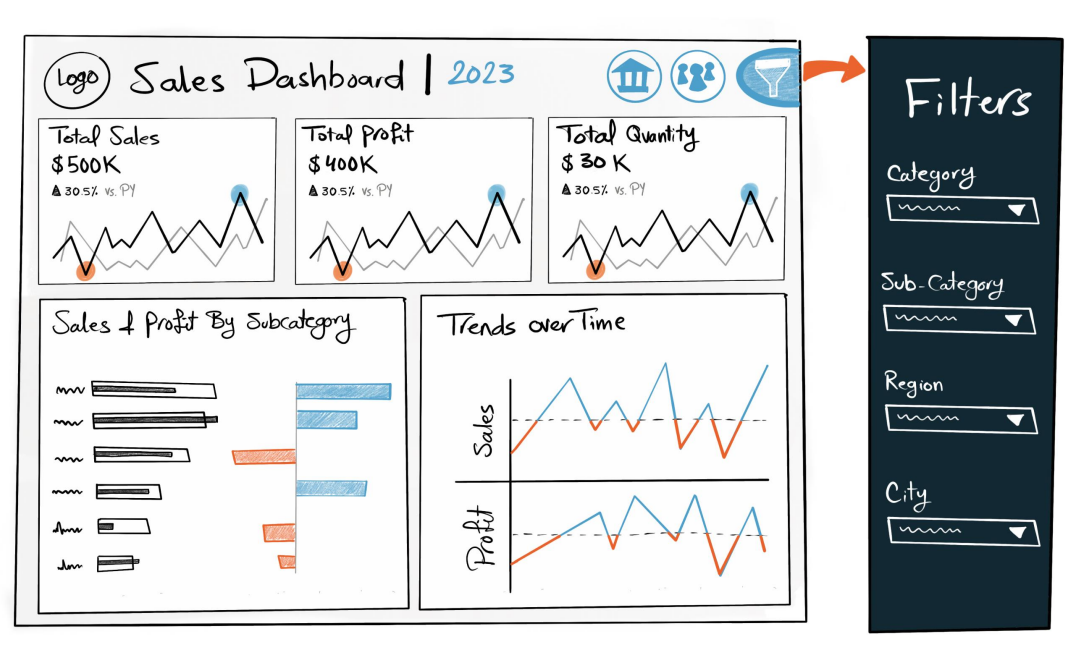 Logo
Sales Dashboard | 2023
Total Sales
$500K
▲ 30.5% vs. PY
Total Profit
$400K
▲ 30.5% vs. PY
Total Quantity
$30K
▲ 30.5% vs. PY
Sales & Profit By Subcategory
Trends over Time
Sales
Profit
Filters
Category
Sub-Category
Region
City